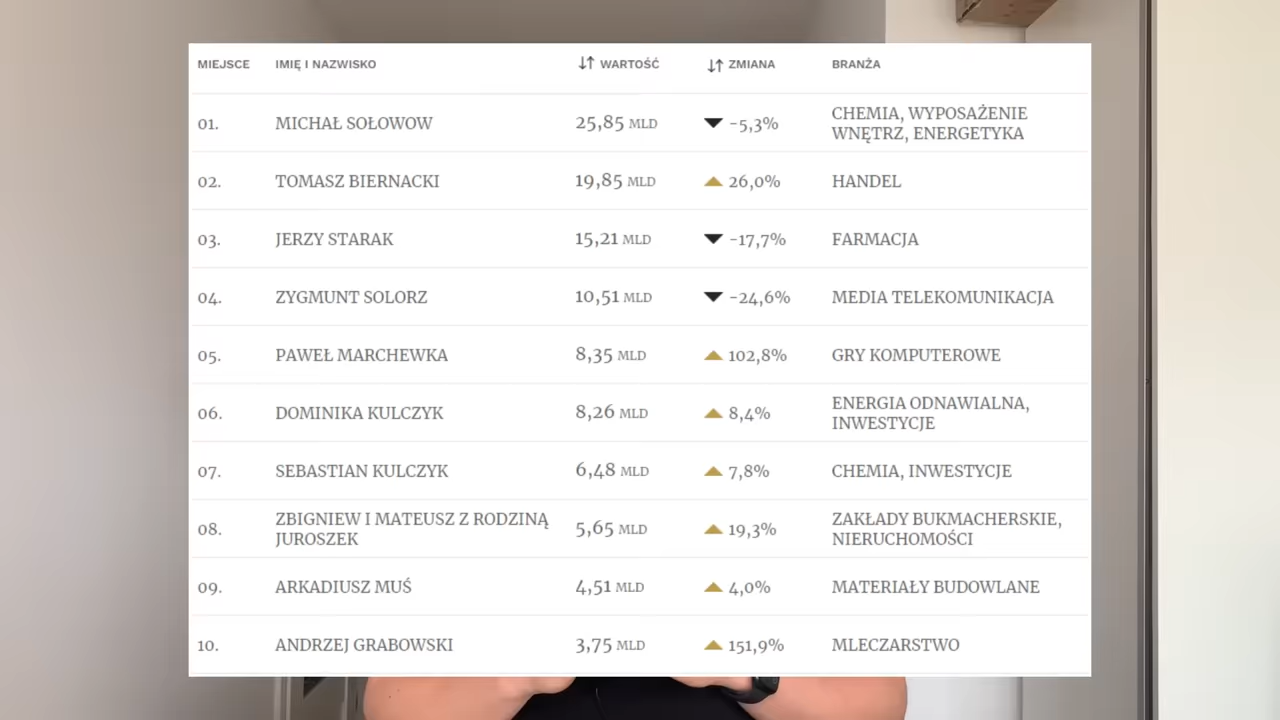 MIEJSCE IMIĘ I NAZWISKO WARTOŚĆ ZMIANA BRANŻA
01. MICHAŁ SOŁOWOW 25,85 MLD -5,3% CHEMIA, WYPOSAŻENIE
WNĘTRZ, ENERGETYKA
02. TOMASZ BIERNACKI 19,85 MLD 26,0% HANDEL
03. JERZY STARAK 15,21 MLD -17,7% FARMACJA
04. ZYGMUNT SOLORZ 10,51 MLD -24,6% MEDIA TELEKOMUNIKACJA
05. PAWEŁ MARCHEWKA 8,35 MLD 102,8% GRY KOMPUTEROWE
06. DOMINIKA KULCZYK 8,26 MLD 8,4% ENERGIA ODNAWIALNA,
INWESTYCJE
07. SEBASTIAN KULCZYK 6,48 MLD 7,8% CHEMIA, INWESTYCJE
08. ZBIGNIEW I MATEUSZ Z RODZINĄ
JUROSZEK 5,65 MLD 19,3% ZAKŁADY BUKMACHERSKIE,
NIERUCHOMOŚCI
09. ARKADIUSZ MUŚ 4,51 MLD 4,0% MATERIAŁY BUDOWLANE
10. ANDRZEJ GRABOWSKI 3,75 MLD 151,9% MLECZARSTWO